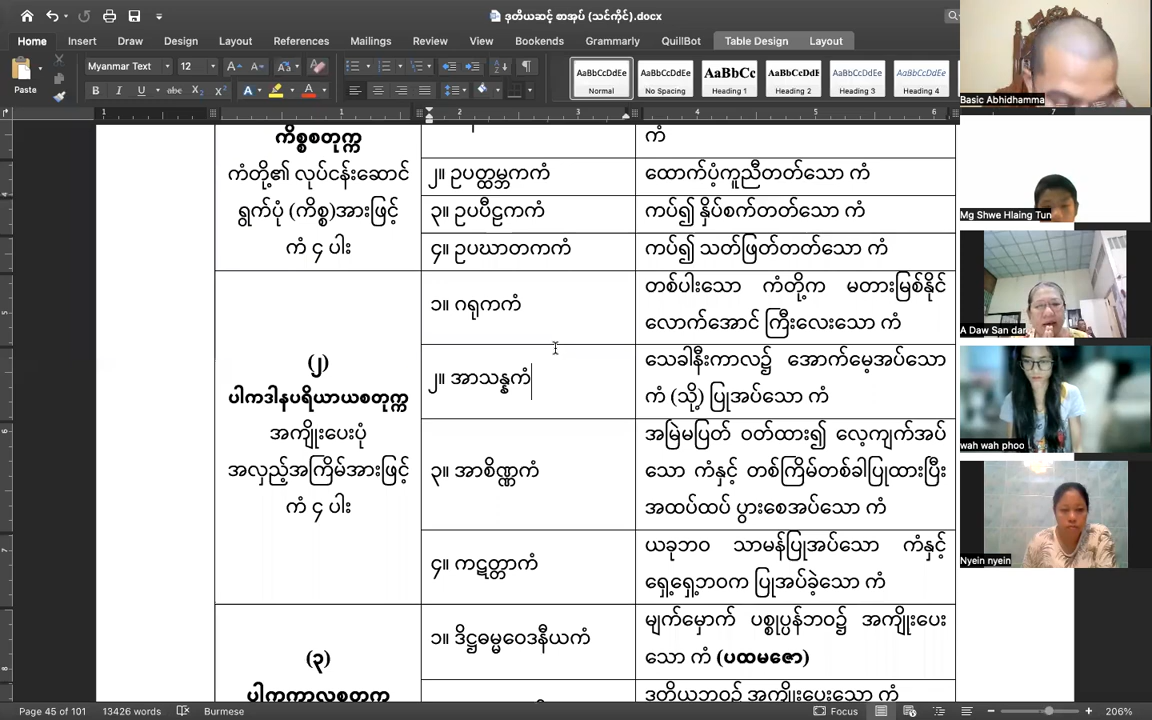 ဒုတိယဆင့် စာအုပ် (သင်ကိုင်).docx
Home Insert Draw Design Layout References Mailings Review View Bookends Grammarly QuillBot Table Design Layout
Paste
Myanmar Text 12
Normal No Spacing Heading 1 Heading 2 Heading 3 Heading 4
ကိစ္စစတုက္က
ကံတို့၏ လုပ်ငန်းဆောင်
ရွက်ပုံ (ကိစ္စ)အားဖြင့်
ကံ ၄ ပါး
ကံ
၂။ ဥပတ္ထမ္ဘကကံ
ထောက်ပံ့ကူညီတတ်သော ကံ
၃။ ဥပပီဠကကံ
ကပ်၍ နှိပ်စက်တတ်သော ကံ
၄။ ဥပဃာတကကံ
ကပ်၍ သတ်ဖြတ်တတ်သော ကံ
(၂)
ပါကဒါနပရိယာယစတုက္က
အကျိုးပေးပုံ
အလှည့်အကြိမ်အားဖြင့်
ကံ ၄ ပါး
၁။ ဂရုကကံ
တစ်ပါးသော ကံတို့က မတားမြစ်နိုင်
လောက်အောင် ကြီးလေးသော ကံ
၂။ အာသန္နကံ
သေခါနီးကာလ၌ အောက်မေ့အပ်သော
ကံ (သို့) ပြုအပ်သော ကံ
၃။ အာစိဏ္ဏကံ
အမြဲမပြတ် ဝတ်ထား၍ လေ့ကျက်အပ်
သော ကံနှင့် တစ်ကြိမ်တစ်ခါပြုထားပြီး
အထပ်ထပ် ပွားစေအပ်သော ကံ
၄။ ကဋတ္တာကံ
ယခုဘဝ သာမန်ပြုအပ်သော ကံနှင့်
ရှေ့ရှေ့ဘဝက ပြုအပ်ခဲ့သော ကံ
(၃)
ပါကကာလစတုက္က
၁။ ဒိဋ္ဌဓမ္မဝေဒနီယကံ
မျက်မှောက် ပစ္စုပ္ပန်ဘဝ၌ အကျိုးပေး
သော ကံ (ပထမဇော)
ဒုတိယဘဝ၌ အကျိုးပေးသော ကံ
Page 45 of 101 13426 words Burmese Focus 206%
Basic Abhidhamma
Mg Shwe Hlaing Tun
A Daw San dar
wah wah phoo
Nyein nyein